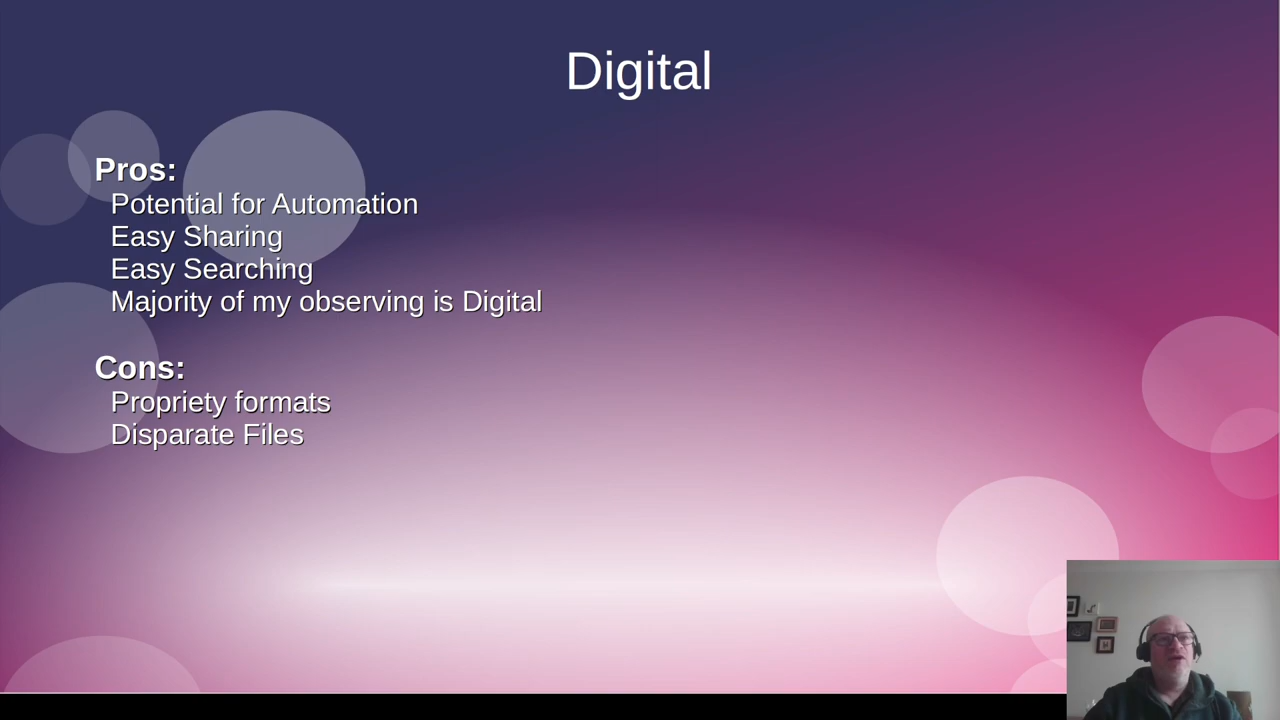 Digital
Pros:
Potential for Automation
Easy Sharing
Easy Searching
Majority of my observing is Digital
Cons:
Propriety formats
Disparate Files